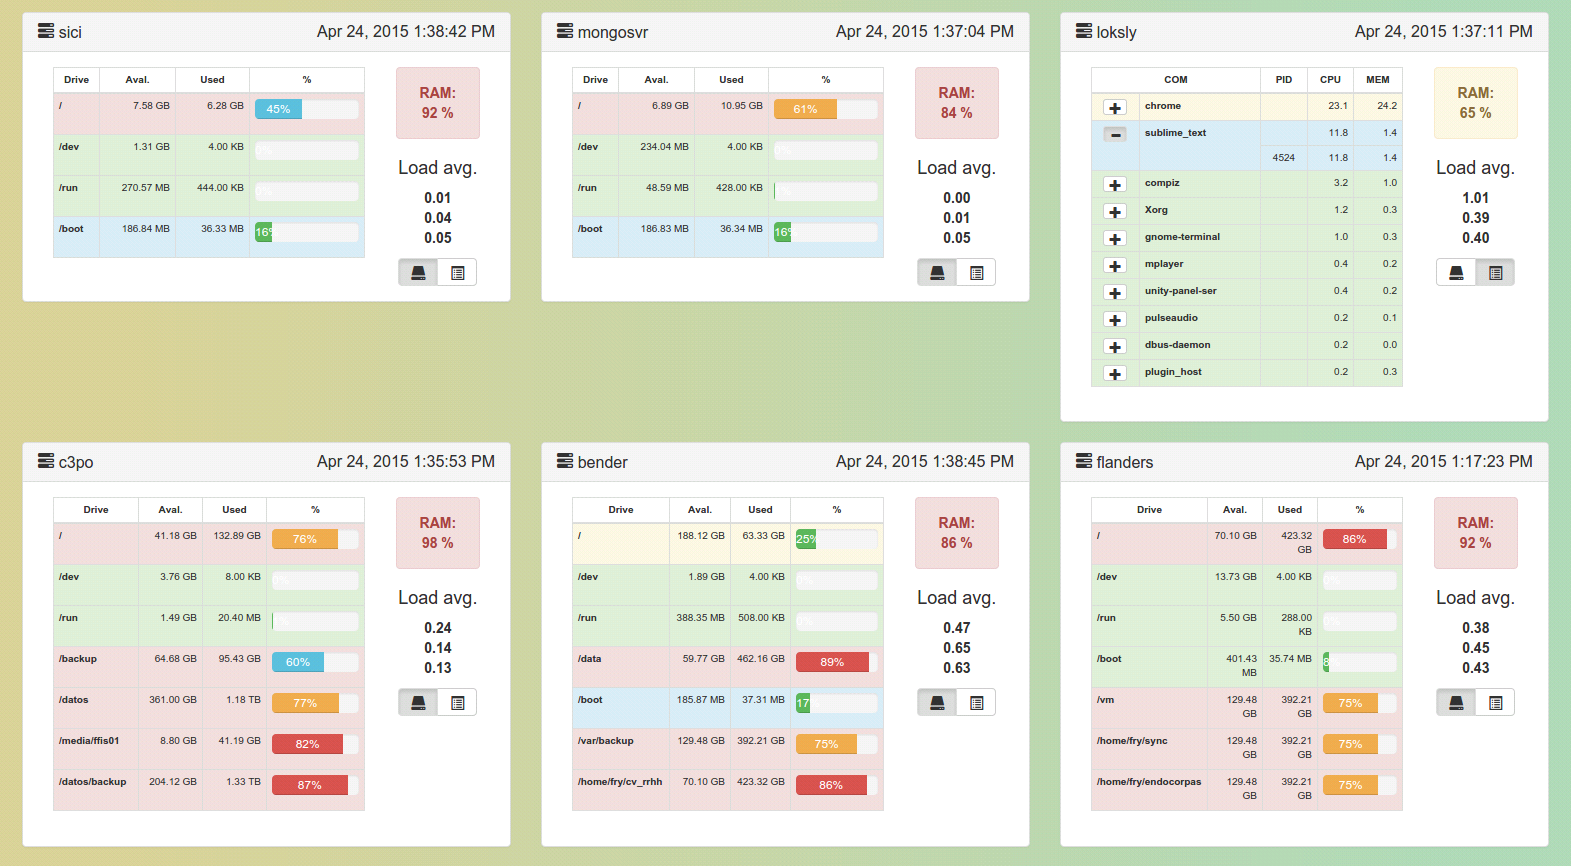 sici Apr 24, 2015 1:38:42 PM
Drive Aval. Used %
/ 7.58 GB 6.28 GB 45%
/dev 1.31 GB 4.00 KB 0%
/run 270.57 MB 444.00 KB 0%
/boot 186.84 MB 36.33 MB 16%
RAM:
92 %
Load avg.
0.01
0.04
0.05
mongosvr Apr 24, 2015 1:37:04 PM
Drive Aval. Used %
/ 6.89 GB 10.95 GB 61%
/dev 234.04 MB 4.00 KB 0%
/run 48.59 MB 428.00 KB
/boot 186.83 MB 36.34 MB 16%
RAM:
84 %
Load avg.
0.00
0.01
0.05
loksly Apr 24, 2015 1:37:11 PM
COM PID CPU MEM
chrome 23.1 24.2
sublime_text 11.8 1.4
4524 11.8 1.4
compiz 3.2 1.0
Xorg 1.2 0.3
gnome-terminal 1.0 0.3
mplayer 0.4 0.2
unity-panel-ser 0.4 0.2
pulseaudio 0.2 0.1
dbus-daemon 0.2 0.0
plugin_host 0.2 0.3
RAM:
65 %
Load avg.
1.01
0.39
0.40
c3po Apr 24, 2015 1:35:53 PM
Drive Aval. Used %
/ 41.18 GB 132.89 GB 76%
/dev 3.76 GB 8.00 KB 0%
/run 1.49 GB 20.40 MB
/backup 64.68 GB 95.43 GB 60%
/datos 361.00 GB 1.18 TB 77%
/media/ffis01 8.80 GB 41.19 GB 82%
/datos/backup 204.12 GB 1.33 TB 87%
RAM:
98 %
Load avg.
0.24
0.14
0.13
bender Apr 24, 2015 1:38:45 PM
Drive Aval. Used %
/ 188.12 GB 63.33 GB 25%
/dev 1.89 GB 4.00 KB 0%
/run 388.35 MB 508.00 KB 0%
/data 59.77 GB 462.16 GB 89%
/boot 185.87 MB 37.31 MB 17
/var/backup 129.48 GB 392.21 GB 75%
/home/fry/cv_rrhh 70.10 GB 423.32 GB 86%
RAM:
86 %
Load avg.
0.47
0.65
0.63
flanders Apr 24, 2015 1:17:23 PM
Drive Aval. Used %
/ 70.10 GB 423.32 86%
GB
/dev 13.73 GB 4.00 KB 0%
/run 5.50 GB 288.00 0%
KB
/boot 401.43 35.74 MB 8%
MB
/vm 129.48 392.21 75%
GB GB
/home/fry/sync 129.48 392.21 75%
GB GB
/home/fry/endocorpas 129.48 392.21 75%
GB GB
RAM:
92 %
Load avg.
0.38
0.45
0.43